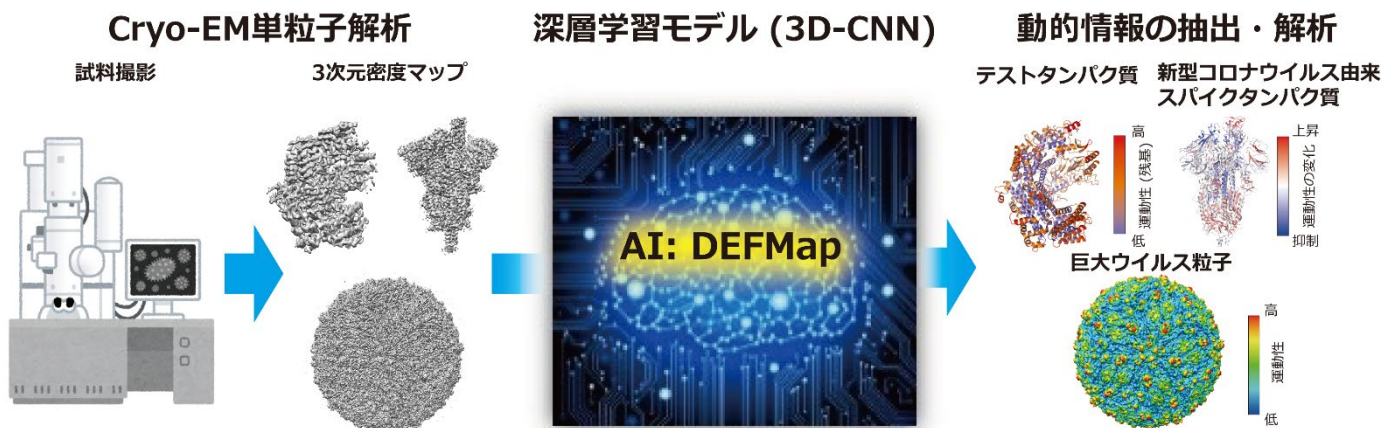 Cryo-EM単粒子解析
試料撮影
3次元密度マップ
深層学習モデル (3D-CNN)
AI: DEFMap
動的情報の抽出・解析
テストタンパク質
高
運動性 (残基)
低
新型コロナウイルス由来
スパイクタンパク質
上昇
運動性の変化
抑制
巨大ウイルス粒子
高
運動性
低